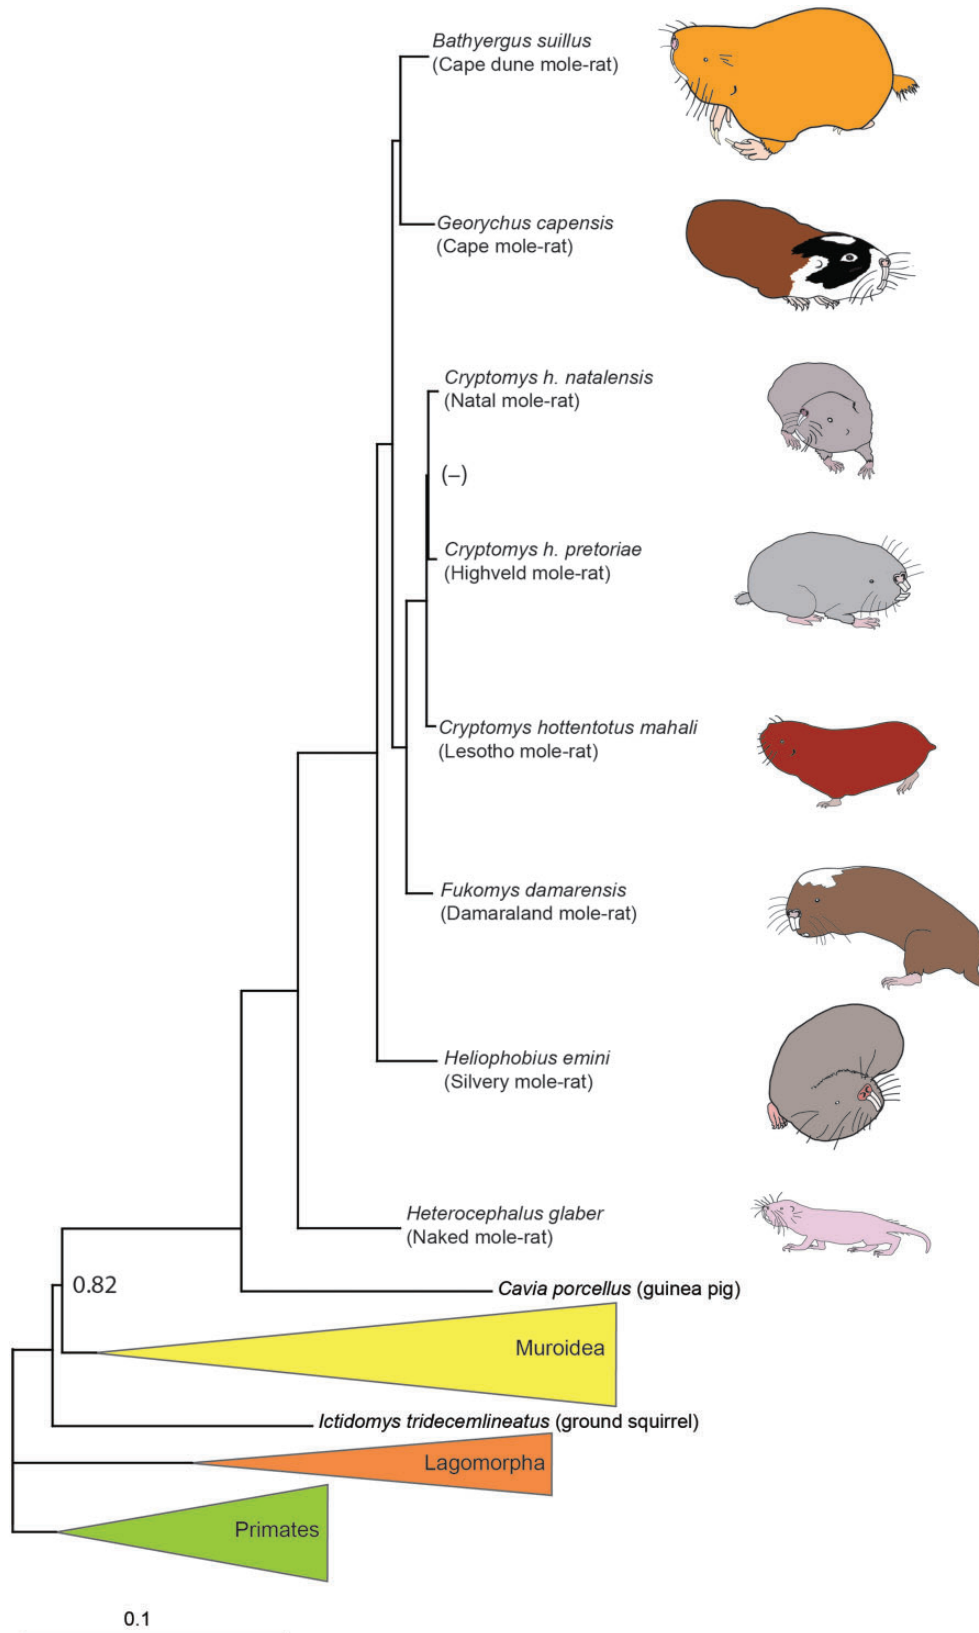 Bathyergus suillus
(Cape dune mole-rat)
Georychus capensis
(Cape mole-rat)
Cryptomys h. natalensis
(Natal mole-rat)
(–)
Cryptomys h. pretoriae
(Highveld mole-rat)
Cryptomys hottentotus mahali
(Lesotho mole-rat)
Fukomys damarensis
(Damaraland mole-rat)
Heliophobius emini
(Silvery mole-rat)
Heterocephalus glaber
(Naked mole-rat)
0.82
Cavia porcellus (guinea pig)
Muroidea
Ictidomys tridecemlineatus (ground squirrel)
Lagomorpha
Primates
0.1